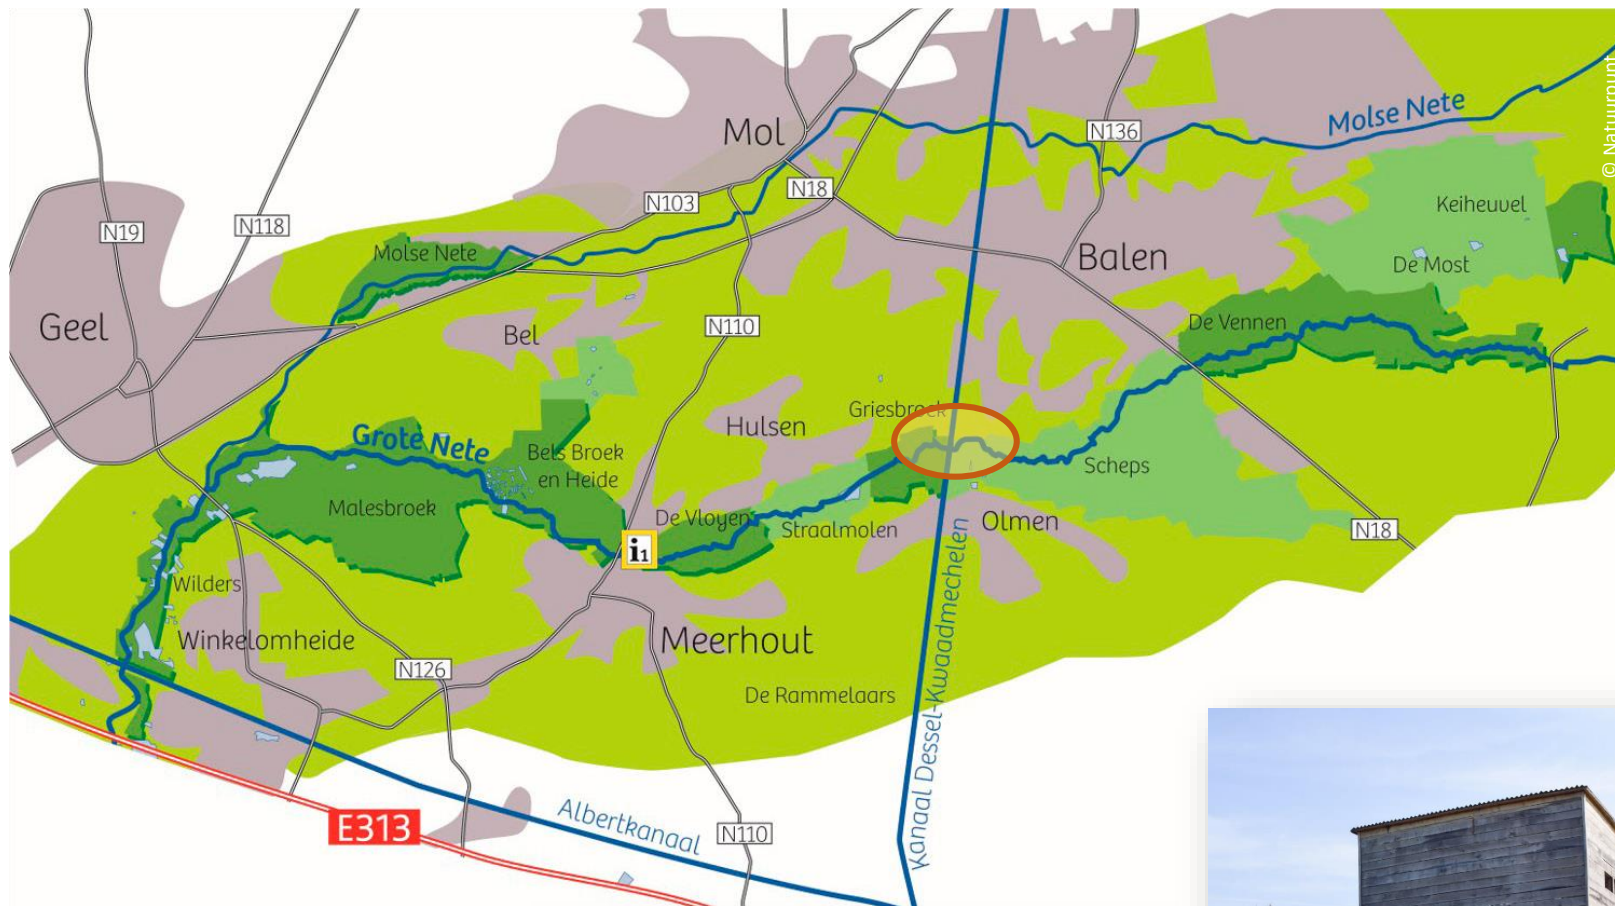 © Natuurpunt
Molse Nete
Mol
N136
N18
N103
Keiheuvel
N19
N118
Molse Nete
Balen
De Most
Geel
Bel
N110
De Vennen
Griesbroek
Hulsen
Grote Nete
Bels Broek
en Heide
Scheps
Malesbroek
De Vloyen
Straalmolen
Olmen
N18
i1
Wilders
Winkelomheide
Meerhout
N126
De Rammelaars
Kanaal Dessel-Kwaadmechelen
E313
Albertkanaal
N110